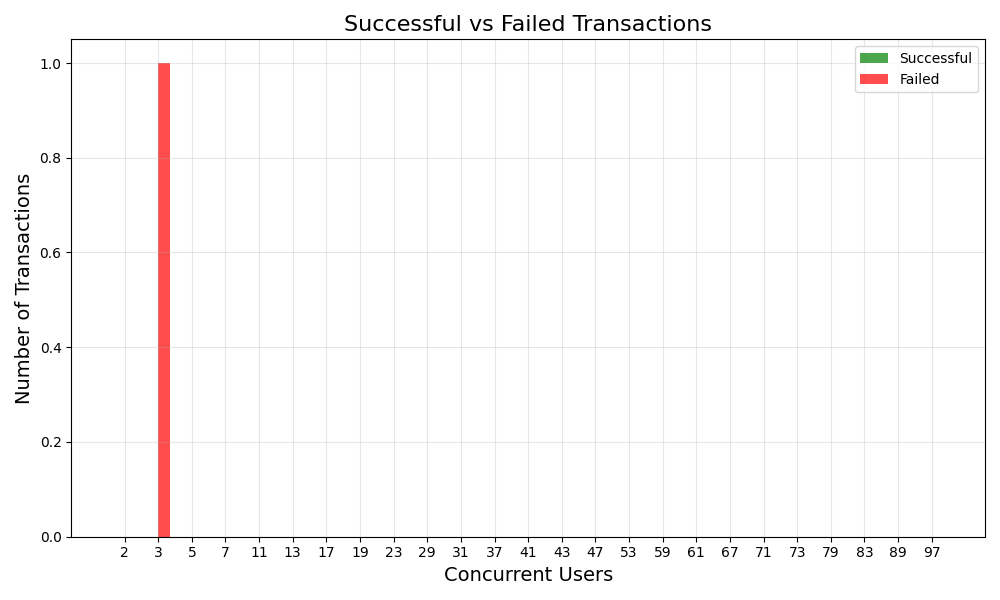 Successful vs Failed Transactions
Successful
Failed
Number of Transactions
1.0
0.8
0.6
0.4
0.2
0.0
2 3 5 7 11 13 17 19 23 29 31 37 41 43 47 53 59 61 67 71 73 79 83 89 97
Concurrent Users